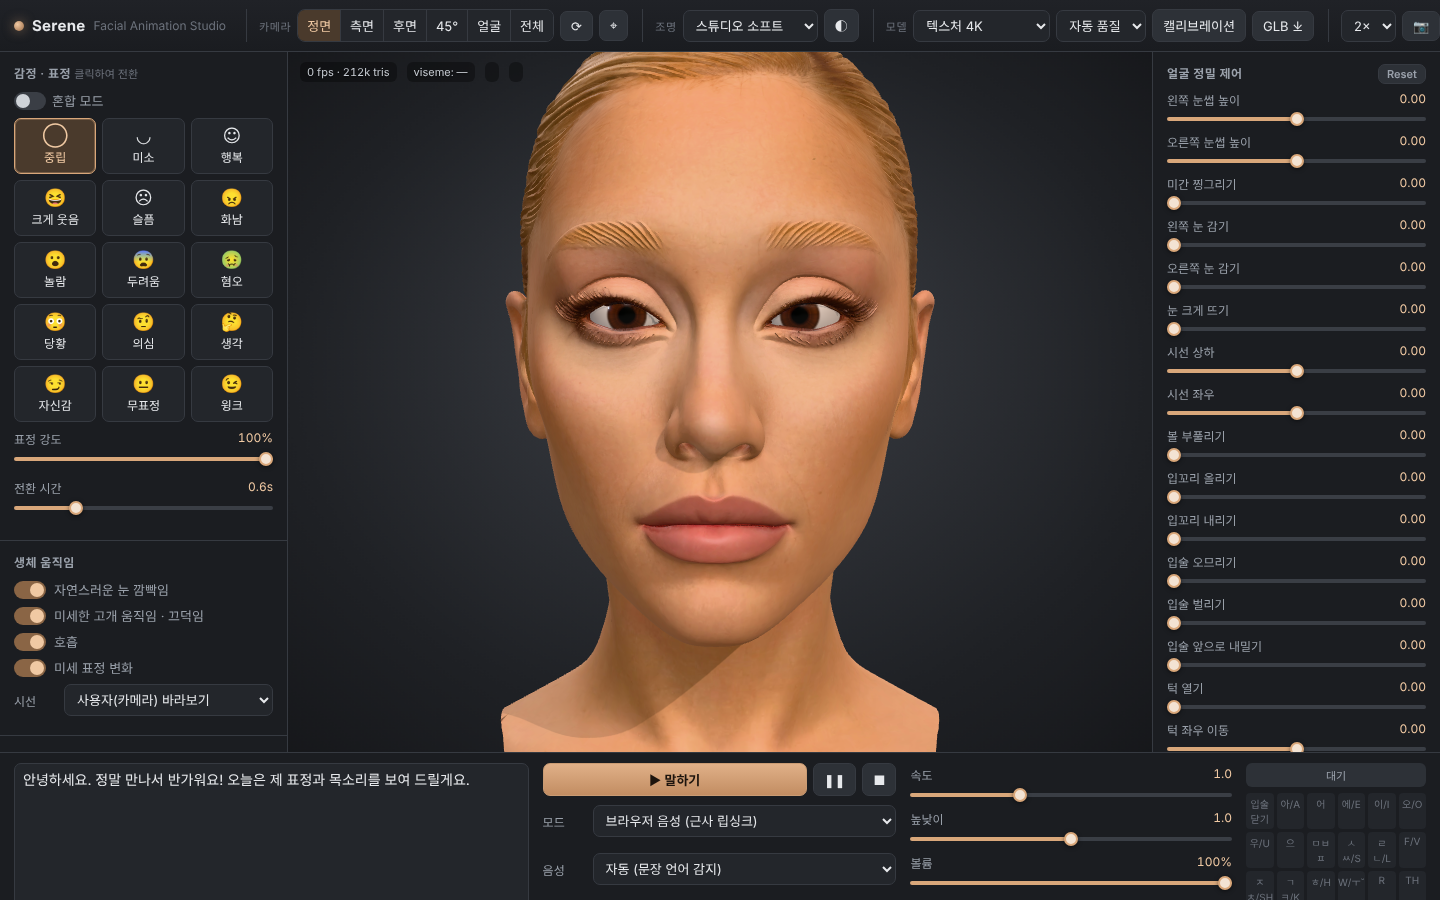 Serene Facial Animation Studio
카메라 정면 측면 후면 45° 얼굴 전체
조명 스튜디오 소프트
모델 텍스처 4K 자동 품질 캘리브레이션 GLB ↓ 2×
감정 · 표정 클릭하여 전환
혼합 모드
중립 미소 행복
크게 웃음 슬픔 화남
놀람 두려움 혐오
당황 의심 생각
자신감 무표정 윙크
표정 강도 100%
전환 시간 0.6s
생체 움직임
자연스러운 눈 깜빡임
미세한 고개 움직임 · 끄덕임
호흡
미세 표정 변화
시선 사용자(카메라) 바라보기
0 fps · 212k tris viseme: —
얼굴 정밀 제어 Reset
왼쪽 눈썹 높이 0.00
오른쪽 눈썹 높이 0.00
미간 찡그리기 0.00
왼쪽 눈 감기 0.00
오른쪽 눈 감기 0.00
눈 크게 뜨기 0.00
시선 상하 0.00
시선 좌우 0.00
볼 부풀리기 0.00
입꼬리 올리기 0.00
입꼬리 내리기 0.00
입술 오므리기 0.00
입술 벌리기 0.00
입술 앞으로 내밀기 0.00
턱 열기 0.00
턱 좌우 이동 0.00
안녕하세요. 정말 만나서 반가워요! 오늘은 제 표정과 목소리를 보여 드릴게요.
▶ 말하기
모드 브라우저 음성 (근사 립싱크)
음성 자동 (문장 언어 감지)
속도 1.0
높낮이 1.0
볼륨 100%
대기
입술 닫기 아/A 어 에/E 이/I 오/O
우/U 으 ㅁㅂㅍ ㅅㅆ/S ㄹㄴ/L F/V
ㅈㅊ/SH ㄱㅋ/K ㅎ/H R TH